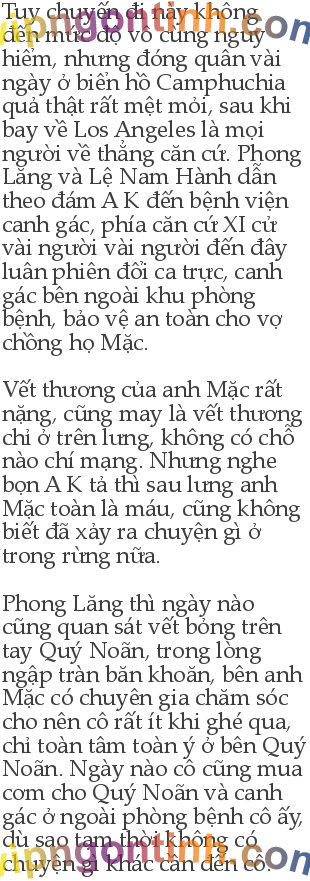 Tuy chuyến đi này không
đến mức độ vô cùng nguy
hiểm, nhưng đóng quân vài
ngày ở biển hồ Camphuchia
quả thật rất mệt mỏi, sau khi
bay về Los Angeles là mọi
người về thẳng căn cứ. Phong
Lăng và Lệ Nam Hành dẫn
theo đám A K đến bệnh viện
canh gác, phía căn cứ XI cử
vài người vài người đến đây
luân phiên đổi ca trực, canh
gác bên ngoài khu phòng
bệnh, bảo vệ an toàn cho vợ
chồng họ Mặc.

Vết thương của anh Mặc rất
nặng, cũng may là vết thương
chỉ ở trên lưng, không có chỗ
nào chí mạng. Nhưng nghe
bọn A K tả thì sau lưng anh
Mặc toàn là máu, cũng không
biết đã xảy ra chuyện gì ở
trong rừng nữa.

Phong Lăng thì ngày nào
cũng quan sát vết bỏng trên
tay Quý Noãn, trong lòng
ngập tràn băn khoăn, bên anh
Mặc có chuyên gia chăm sóc
cho nên cô rất ít khi ghé qua,
chỉ toàn tâm toàn ý ở bên Quý
Noãn. Ngày nào cô cũng mua
cơm cho Quý Noãn và canh
gác ở ngoài phòng bệnh cô ấy,
dù sao tạm thời không có
chuyện gì khác cần đến cô.
vipngontinh.com
vipngontinh.com